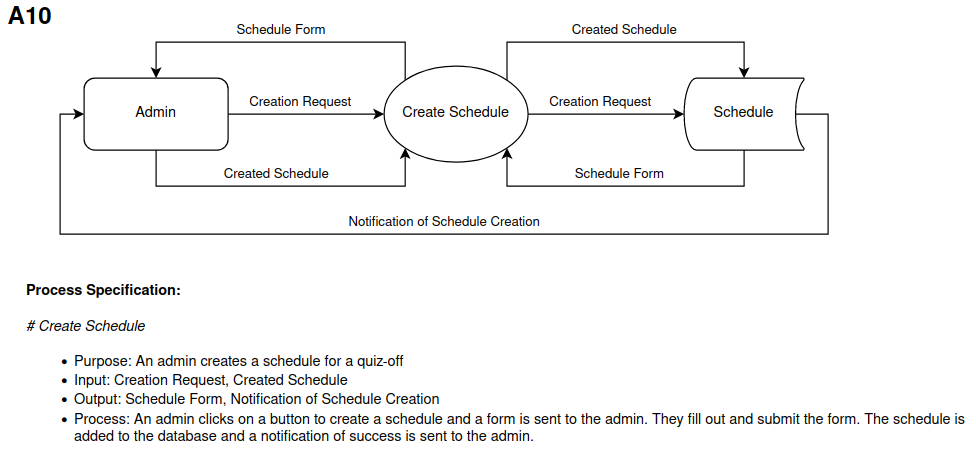 A10
Schedule Form
Created Schedule
Admin
Creation Request
Create Schedule
Creation Request
Schedule
Created Schedule
Schedule Form
Notification of Schedule Creation
Process Specification:
# Create Schedule
• Purpose: An admin creates a schedule for a quiz-off
• Input: Creation Request, Created Schedule
• Output: Schedule Form, Notification of Schedule Creation
• Process: An admin clicks on a button to create a schedule and a form is sent to the admin. They fill out and submit the form. The schedule is
added to the database and a notification of success is sent to the admin.